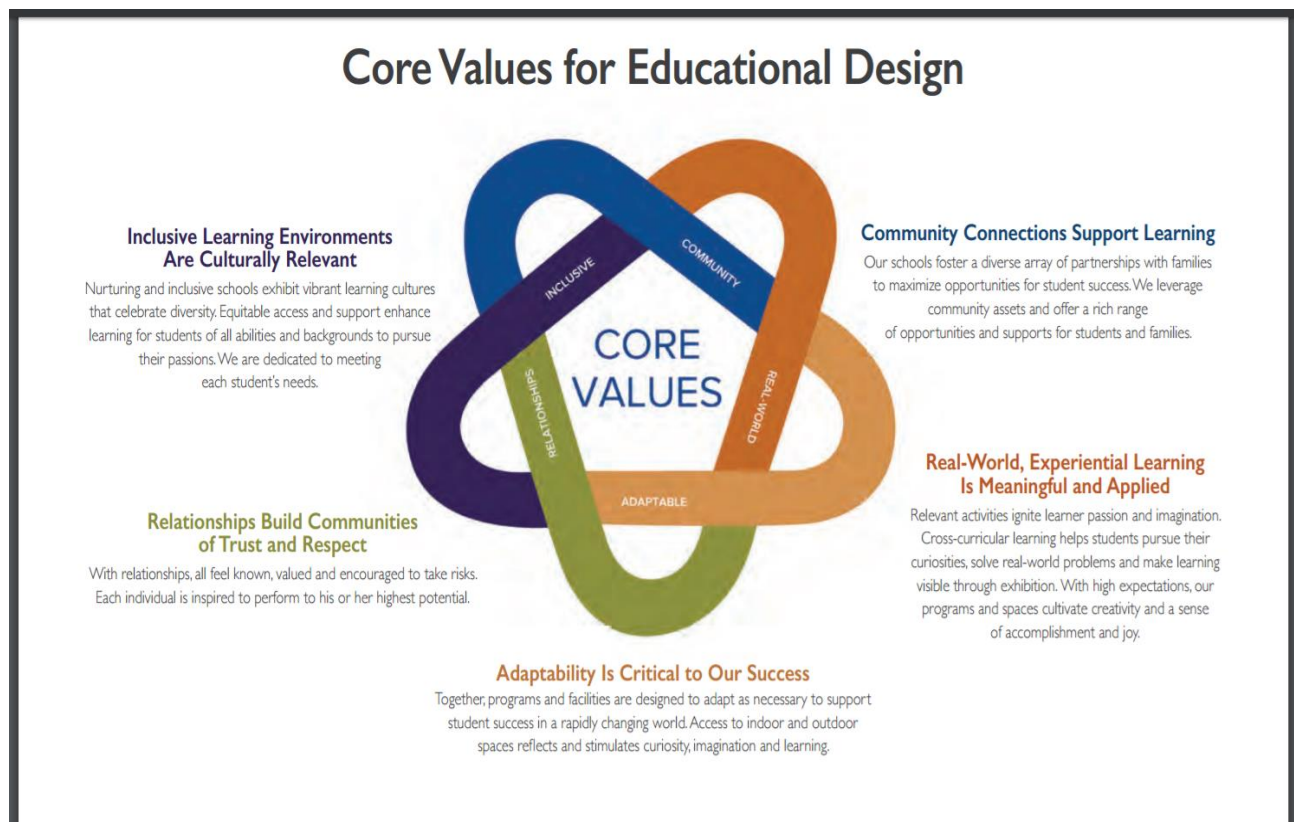 Core Values for Educational Design
Inclusive Learning Environments
Are Culturally Relevant
Nurturing and inclusive schools exhibit vibrant learning cultures
that celebrate diversity. Equitable access and support enhance
learning for students of all abilities and backgrounds to pursue
their passions. We are dedicated to meeting
each student's needs.
Relationships Build Communities
of Trust and Respect
With relationships, all feel known, valued and encouraged to take risks.
Each individual is inspired to perform to his or her highest potential.
INCLUSIVE
COMMUNITY
CORE
VALUES
RELATIONSHIPS
REAL-WORLD
ADAPTABLE
Community Connections Support Learning
Our schools foster a diverse array of partnerships with families
to maximize opportunities for student success. We leverage
community assets and offer a rich range
of opportunities and supports for students and families.
Real-World, Experiential Learning
Is Meaningful and Applied
Relevant activities ignite learner passion and imagination.
Cross-curricular learning helps students pursue their
curiosities, solve real-world problems and make learning
visible through exhibition. With high expectations, our
programs and spaces cultivate creativity and a sense
of accomplishment and joy.
Adaptability Is Critical to Our Success
Together, programs and facilities are designed to adapt as necessary to support
student success in a rapidly changing world. Access to indoor and outdoor
spaces reflects and stimulates curiosity, imagination and learning.